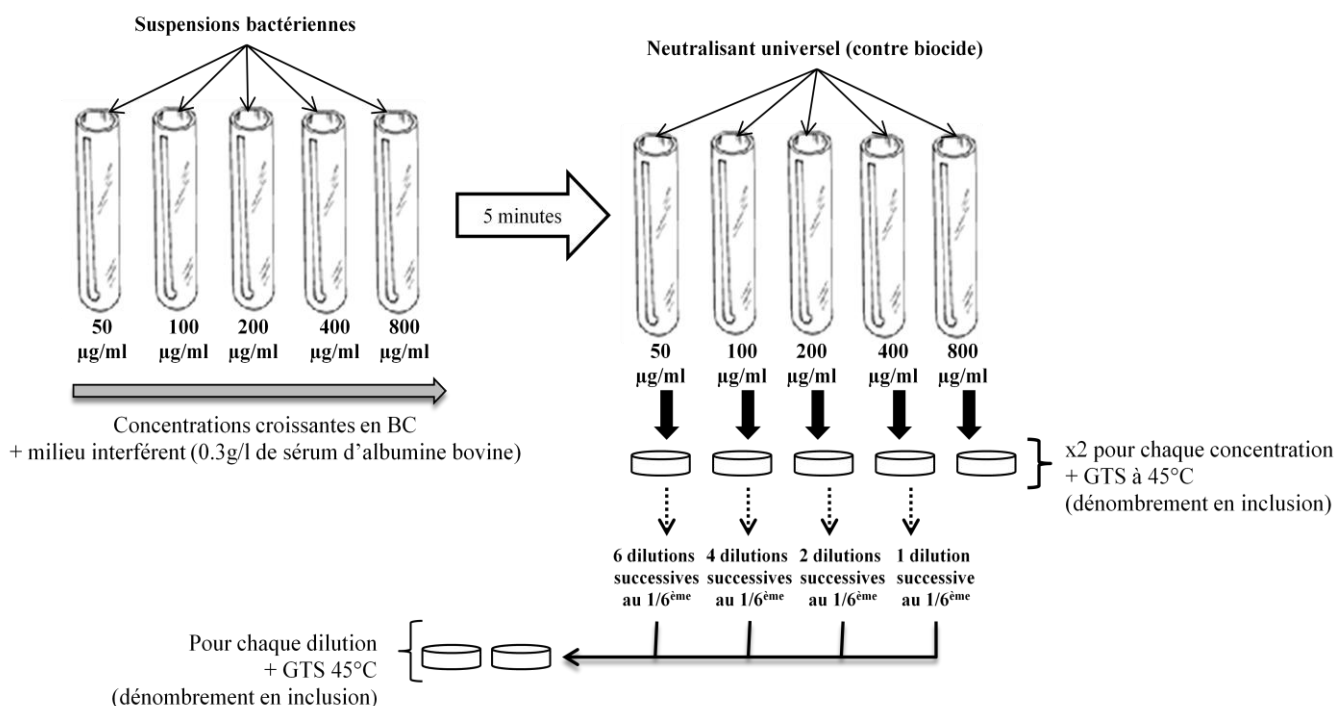 Suspensions bactériennes
50 µg/ml
100 µg/ml
200 µg/ml
400 µg/ml
800 µg/ml
Concentrations croissantes en BC
+ milieu interférent (0.3g/l de sérum d’albumine bovine)
5 minutes
Neutralisant universel (contre biocide)
50 µg/ml
100 µg/ml
200 µg/ml
400 µg/ml
800 µg/ml
x2 pour chaque concentration
+ GTS à 45°C
(dénombrement en inclusion)
6 dilutions
successives
au 1/6ème
4 dilutions
successives
au 1/6ème
2 dilutions
successives
au 1/6ème
1 dilution
successive
au 1/6ème
Pour chaque dilution
+ GTS 45°C
(dénombrement en inclusion)